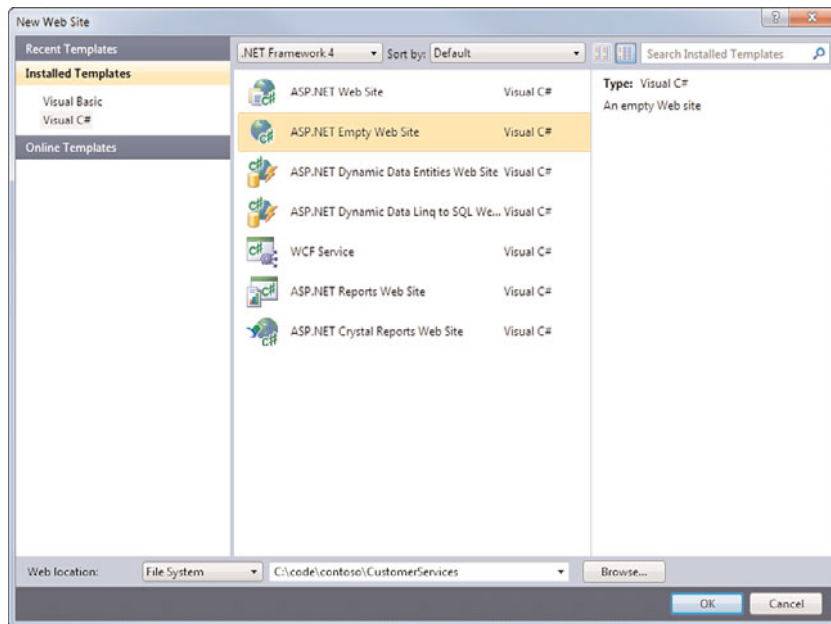 New Web Site
Recent Templates
.NET Framework 4
Sort by: Default
Search Installed Templates
Installed Templates
Visual Basic
Visual C#
Online Templates
ASP.NET Web Site Visual C#
ASP.NET Empty Web Site Visual C#
ASP.NET Dynamic Data Entities Web Site Visual C#
ASP.NET Dynamic Data Linq to SQL We... Visual C#
WCF Service Visual C#
ASP.NET Reports Web Site Visual C#
ASP.NET Crystal Reports Web Site Visual C#
Type: Visual C#
An empty Web site
Web location: File System C:\code\contoso\CustomerServices Browse...
OK Cancel